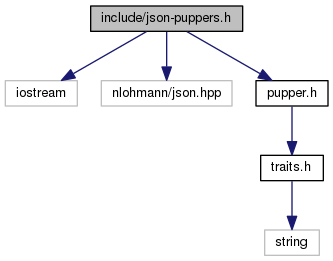 include/json-puppers.h
iostream
nlohmann/json.hpp
pupper.h
traits.h
string